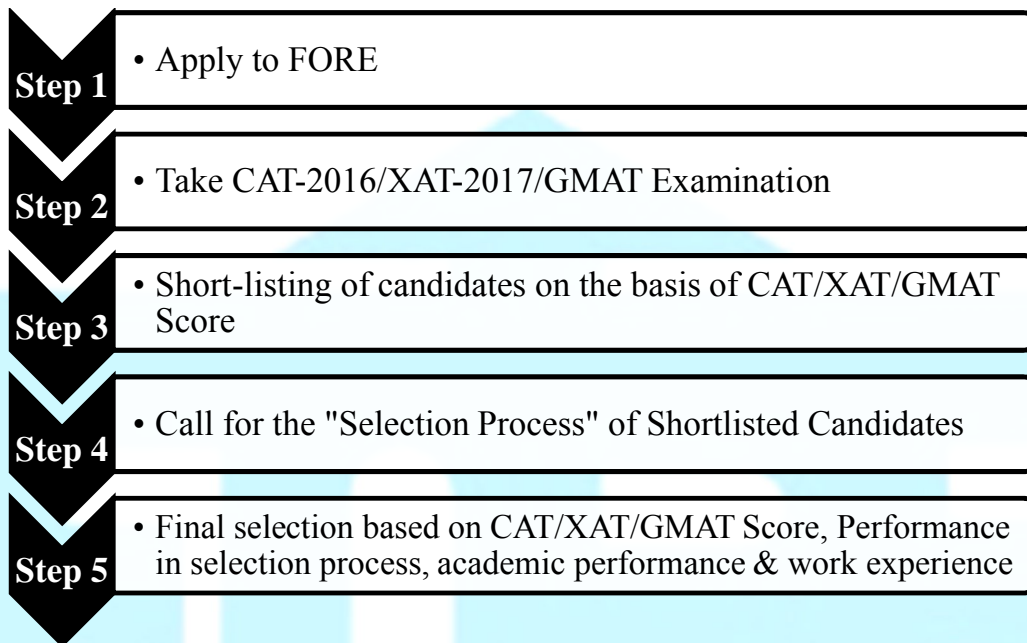 Step 1
• Apply to FORE
Step 2
• Take CAT-2016/XAT-2017/GMAT Examination
Step 3
• Short-listing of candidates on the basis of CAT/XAT/GMAT
Score
Step 4
• Call for the "Selection Process" of Shortlisted Candidates
Step 5
• Final selection based on CAT/XAT/GMAT Score, Performance
in selection process, academic performance & work experience